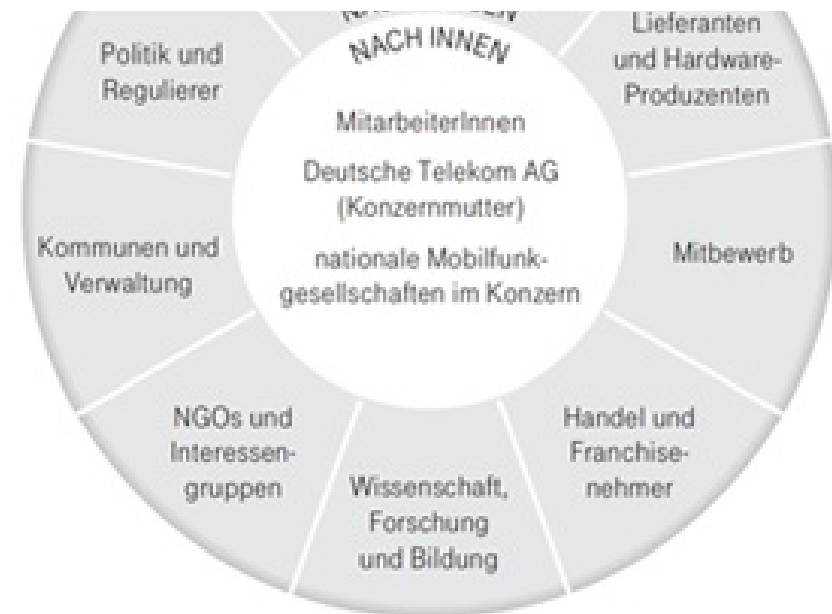 NACH INNEN
MitarbeiterInnen
Deutsche Telekom AG
(Konzernmutter)
nationale Mobilfunk-
gesellschaften im Konzern
Politik und
Regulierer
Lieferanten
und Hardware-
Produzenten
Kommunen und
Verwaltung
Mitbewerb
NGOs und
Interessen-
gruppen
Wissenschaft,
Forschung
und Bildung
Handel und
Franchise-
nehmer